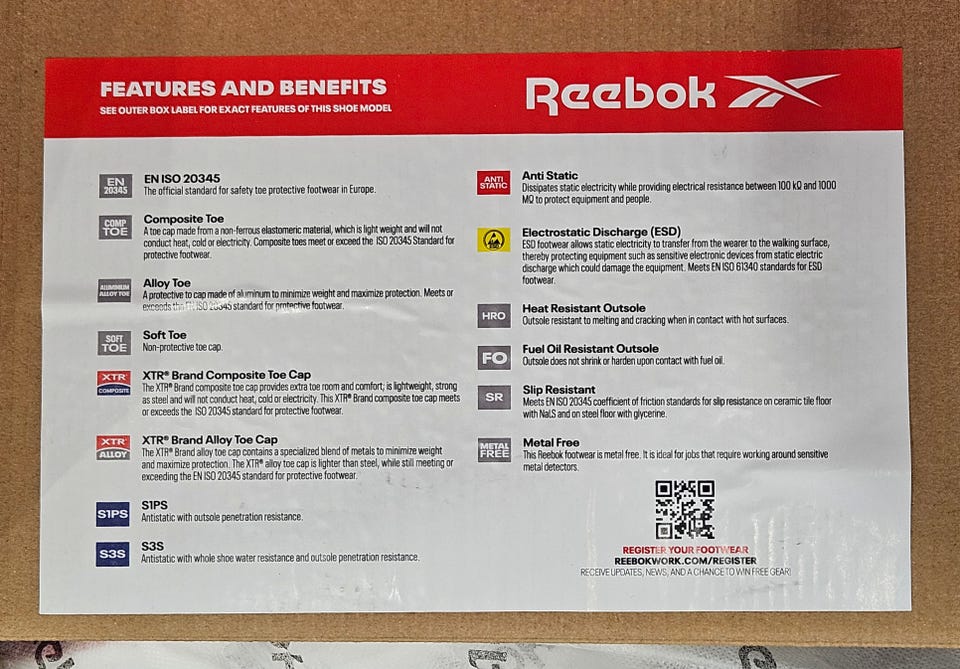 FEATURES AND BENEFITS
SEE OUTER BOX LABEL FOR EXACT FEATURES OF THIS SHOE MODEL
Reebok
EN
20345
EN ISO 20345
The official standard for safety toe protective footwear in Europe.
COMP
TOE
Composite Toe
A toe cap made from a non-ferrous elastomeric material, which is light weight and will not
conduct heat, cold or electricity. Composite toes meet or exceed the ISO 20345 Standard for
protective footwear.
ALUMINUM
ALLOY TOE
Alloy Toe
A protective to cap made of aluminum to minimize weight and maximize protection. Meets or
exceeds the EN ISO 20345 standard for protective footwear.
SOFT
TOE
Soft Toe
Non-protective toe cap.
XTR®
COMPOSITE
XTR® Brand Composite Toe Cap
The XTR® Brand composite toe cap provides extra toe room and comfort; is lightweight, strong
as steel and will not conduct heat, cold or electricity. This XTR® Brand composite toe cap meets
or exceeds the ISO 20345 standard for protective footwear.
XTR®
ALLOY
XTR® Brand Alloy Toe Cap
The XTR® Brand alloy toe cap contains a specialized blend of metals to minimize weight
and maximize protection. The XTR® alloy toe cap is lighter than steel, while still meeting or
exceeding the EN ISO 20345 standard for protective footwear.
S1PS
S1PS
Antistatic with outsole penetration resistance.
S3S
S3S
Antistatic with whole shoe water resistance and outsole penetration resistance.
ANTI
STATIC
Anti Static
Dissipates static electricity while providing electrical resistance between 100 kΩ and 1000
MΩ to protect equipment and people.
ESD
Electrostatic Discharge (ESD)
ESD footwear allows static electricity to transfer from the wearer to the walking surface,
thereby protecting equipment such as sensitive electronic devices from static electric
discharge which could damage the equipment. Meets EN ISO 61340 standards for ESD
footwear.
HRO
Heat Resistant Outsole
Outsole resistant to melting and cracking when in contact with hot surfaces.
FO
Fuel Oil Resistant Outsole
Outsole does not shrink or harden upon contact with fuel oil.
SR
Slip Resistant
Meets EN ISO 20345 coefficient of friction standards for slip resistance on ceramic tile floor
with NaLS and on steel floor with glycerine.
METAL
FREE
Metal Free
This Reebok footwear is metal free. It is ideal for jobs that require working around sensitive
metal detectors.
REGISTER YOUR FOOTWEAR
REEBOKWORK.COM/REGISTER
RECEIVE UPDATES, NEWS, AND A CHANCE TO WIN FREE GEAR!